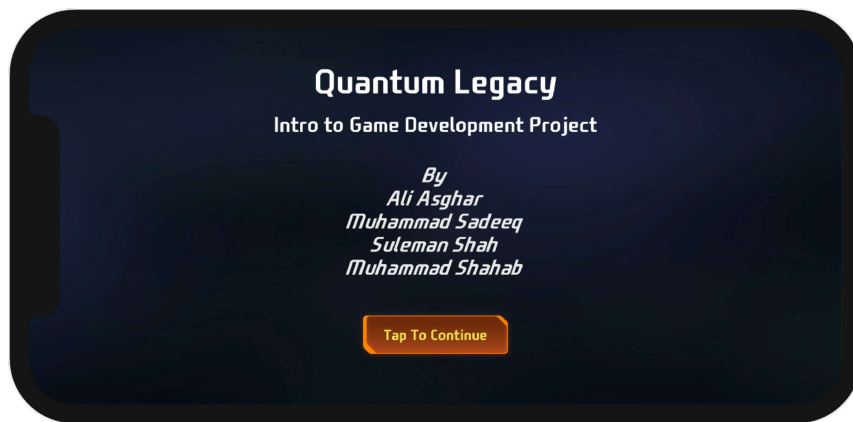 Quantum Legacy
Intro to Game Development Project
By
Ali Asghar
Muhammad Sadeeq
Suleman Shah
Muhammad Shahab
Tap To Continue